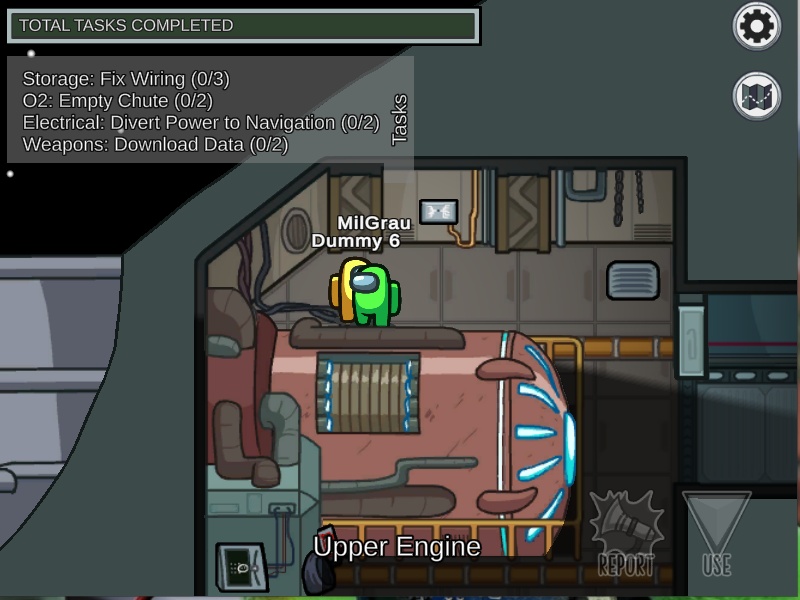 TOTAL TASKS COMPLETED
Storage: Fix Wiring (0/3)
O2: Empty Chute (0/2)
Electrical: Divert Power to Navigation (0/2)
Weapons: Download Data (0/2)
Tasks
MilGrau
Dummy 6
Upper Engine
REPORT
USE